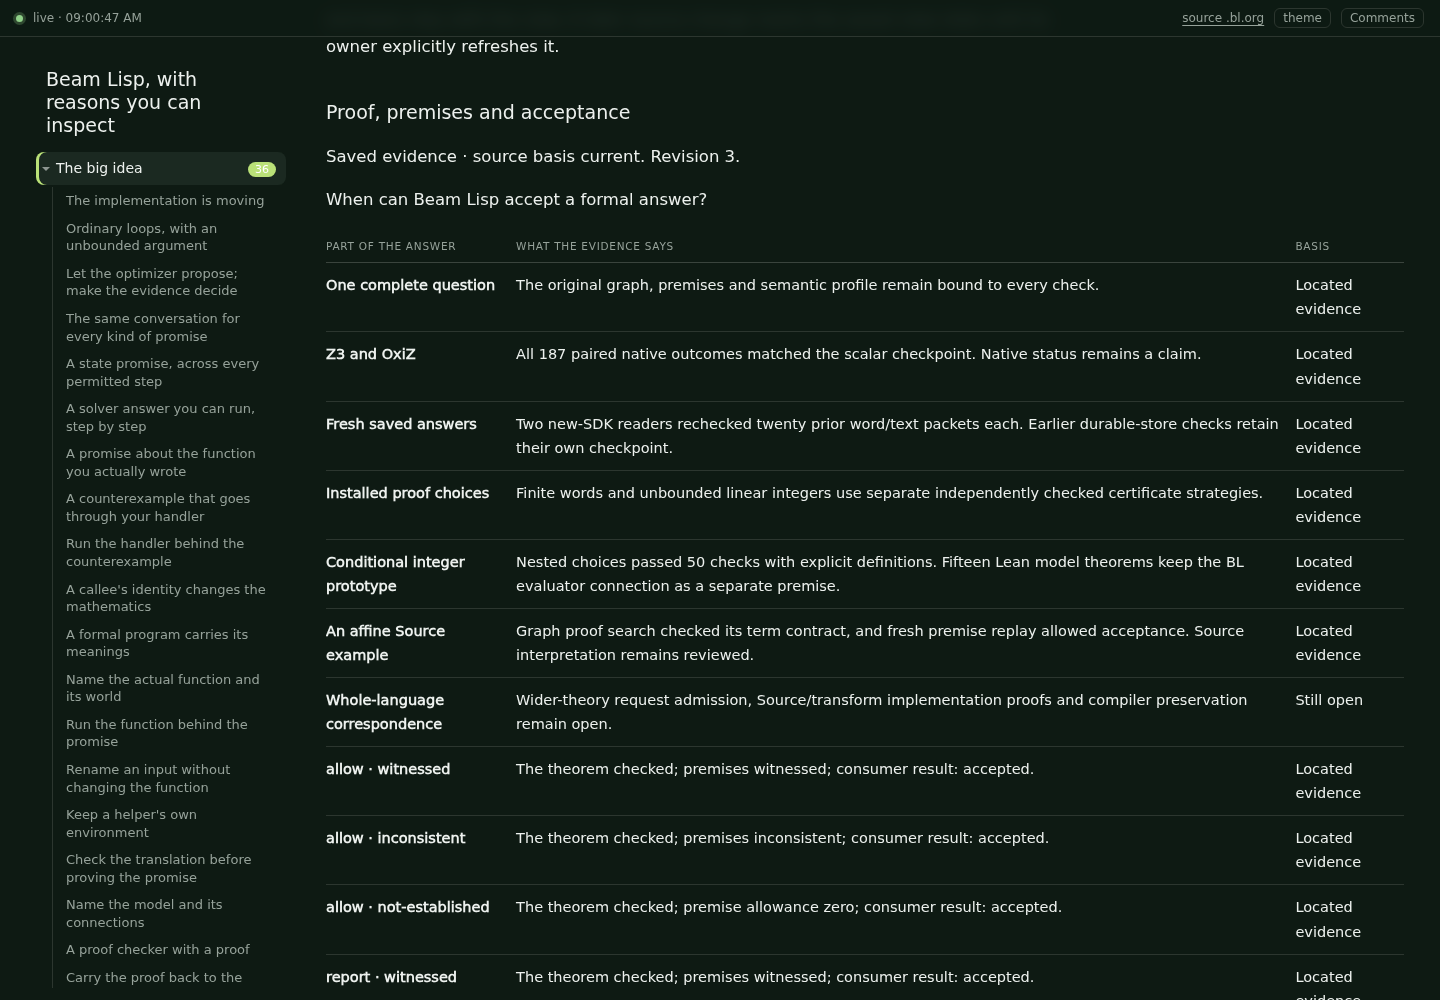 live · 09:00:47 AM
source .bl.org
theme
Comments
owner explicitly refreshes it.
Beam Lisp, with
reasons you can
inspect
The big idea
36
The implementation is moving
Ordinary loops, with an
unbounded argument
Let the optimizer propose;
make the evidence decide
The same conversation for
every kind of promise
A state promise, across every
permitted step
A solver answer you can run,
step by step
A promise about the function
you actually wrote
A counterexample that goes
through your handler
Run the handler behind the
counterexample
A callee's identity changes the
mathematics
A formal program carries its
meanings
Name the actual function and
its world
Run the function behind the
promise
Rename an input without
changing the function
Keep a helper's own
environment
Check the translation before
proving the promise
Name the model and its
connections
A proof checker with a proof
Carry the proof back to the
Proof, premises and acceptance
Saved evidence · source basis current. Revision 3.
When can Beam Lisp accept a formal answer?
PART OF THE ANSWER
WHAT THE EVIDENCE SAYS
BASIS
One complete question
The original graph, premises and semantic profile remain bound to every check.
Located
evidence
Z3 and OxiZ
All 187 paired native outcomes matched the scalar checkpoint. Native status remains a claim.
Located
evidence
Fresh saved answers
Two new-SDK readers rechecked twenty prior word/text packets each. Earlier durable-store checks retain
their own checkpoint.
Located
evidence
Installed proof choices
Finite words and unbounded linear integers use separate independently checked certificate strategies.
Located
evidence
Conditional integer
prototype
Nested choices passed 50 checks with explicit definitions. Fifteen Lean model theorems keep the BL
evaluator connection as a separate premise.
Located
evidence
An affine Source
example
Graph proof search checked its term contract, and fresh premise replay allowed acceptance. Source
interpretation remains reviewed.
Located
evidence
Whole-language
correspondence
Wider-theory request admission, Source/transform implementation proofs and compiler preservation
remain open.
Still open
allow · witnessed
The theorem checked; premises witnessed; consumer result: accepted.
Located
evidence
allow · inconsistent
The theorem checked; premises inconsistent; consumer result: accepted.
Located
evidence
allow · not-established
The theorem checked; premise allowance zero; consumer result: accepted.
Located
evidence
report · witnessed
The theorem checked; premises witnessed; consumer result: accepted.
Located
evidence